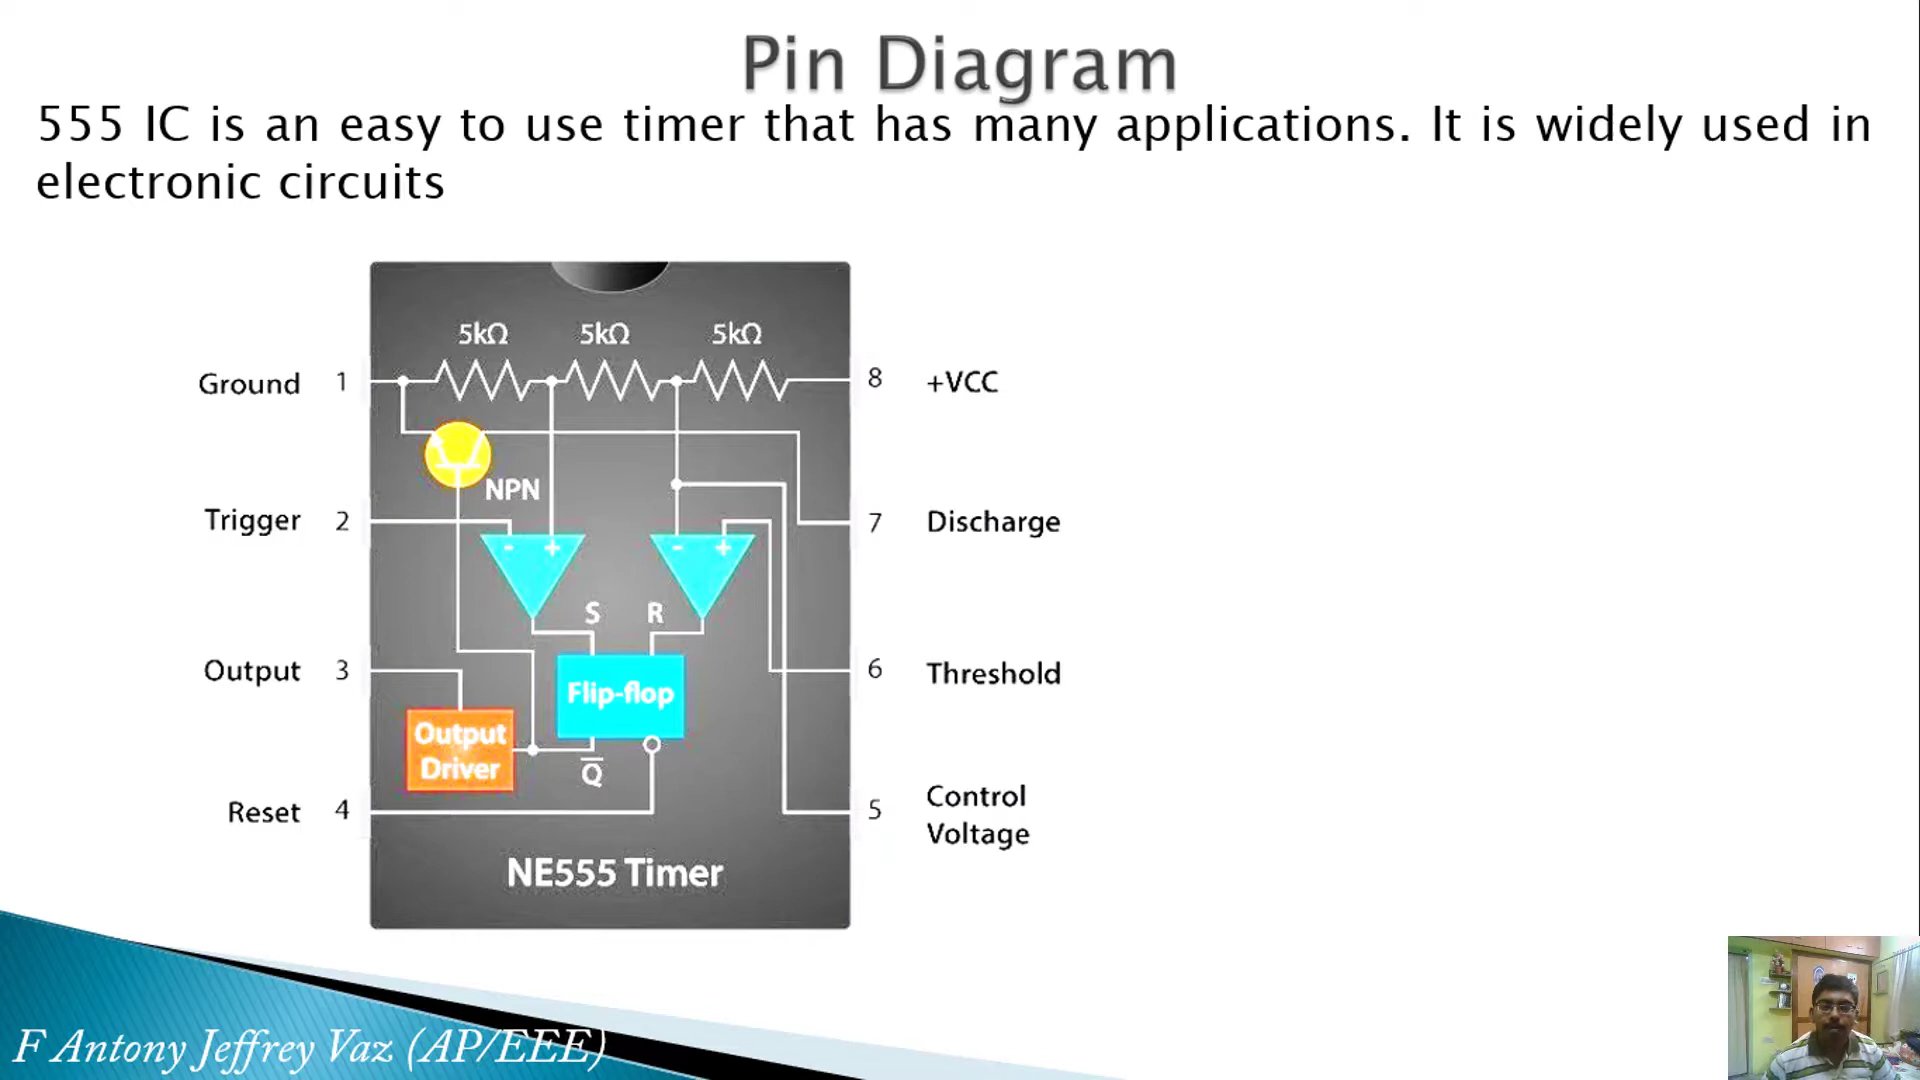 Pin Diagram
555 IC is an easy to use timer that has many applications. It is widely used in
electronic circuits
5kΩ 5kΩ 5kΩ
Ground 1 8 +VCC
NPN
Trigger 2 7 Discharge
- + - +
S R
Output 3 6 Threshold
Flip-flop
Output
Driver
Q̅
Reset 4 5 Control
Voltage
NE555 Timer
F Antony Jeffrey Vaz (AP/EEE)